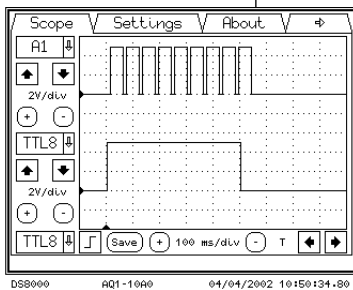 Scope Settings About
A1
2V/div
+ -
TTL8
2V/div
+ -
TTL8 Save + 100 ms/div - T
DS8000 AQ1-10A0 04/04/2002 10:50:34.80